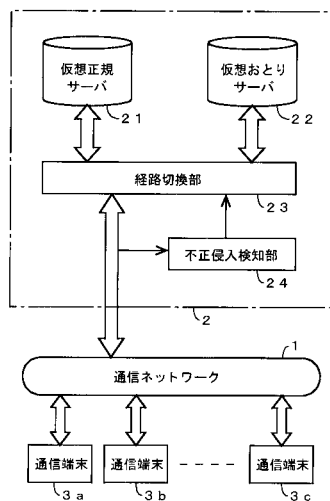 仮想正規
サーバ
21
仮想おとり
サーバ
22
経路切換部
23
不正侵入検知部
24
2
1
通信ネットワーク
通信端末
3a
通信端末
3b
通信端末
3c